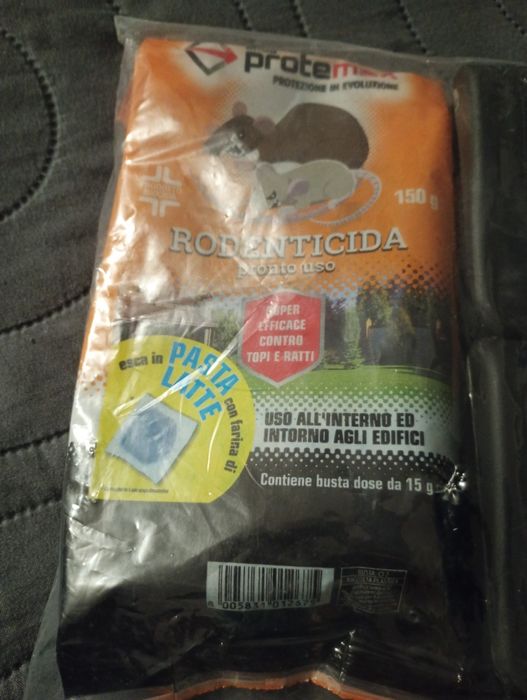 protemax
PROTEZIONE IN EVOLUZIONE
150 g
RODENTICIDA
pronto uso
SUPER
EFFICACE
CONTRO
TOPI E RATTI
esca in
PASTA
LATTE
con farina di
USO ALL'INTERNO ED
INTORNO AGLI EDIFICI
Contiene busta dose da 15 g